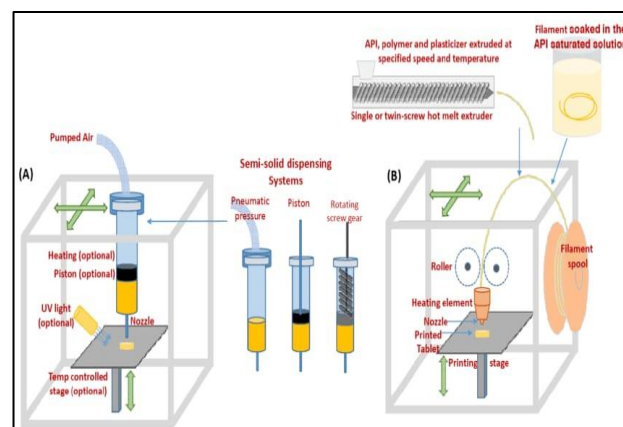 API, polymer and plasticizer extruded at
specified speed and temperature
Single or twin-screw hot melt extruder
Filament soaked in the
API saturated solution
Pumped Air
(A)
Heating (optional)
Piston (optional)
UV light
(optional)
Nozzle
Temp controlled
stage (optional)
Semi-solid dispensing
Systems
Pneumatic
pressure
Piston
Rotating
screw gear
(B)
Roller
Filament
spool
Heating element
Nozzle
Printed
Tablet
Printing stage